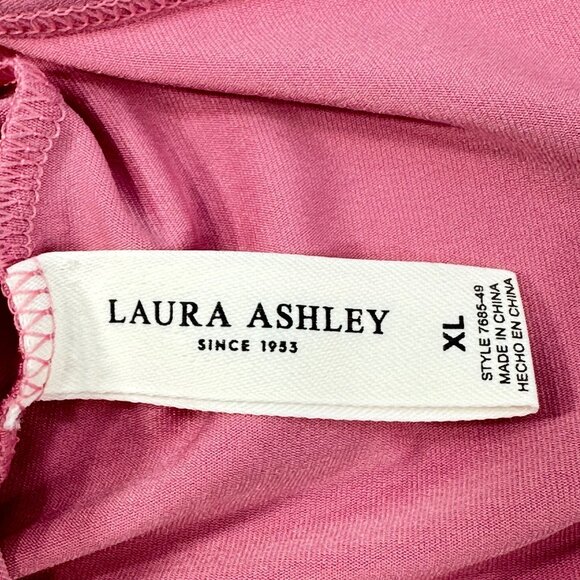 LAURA ASHLEY
SINCE 1953
XL
STYLE 7685-49
MADE IN CHINA
HECHO EN CHINA